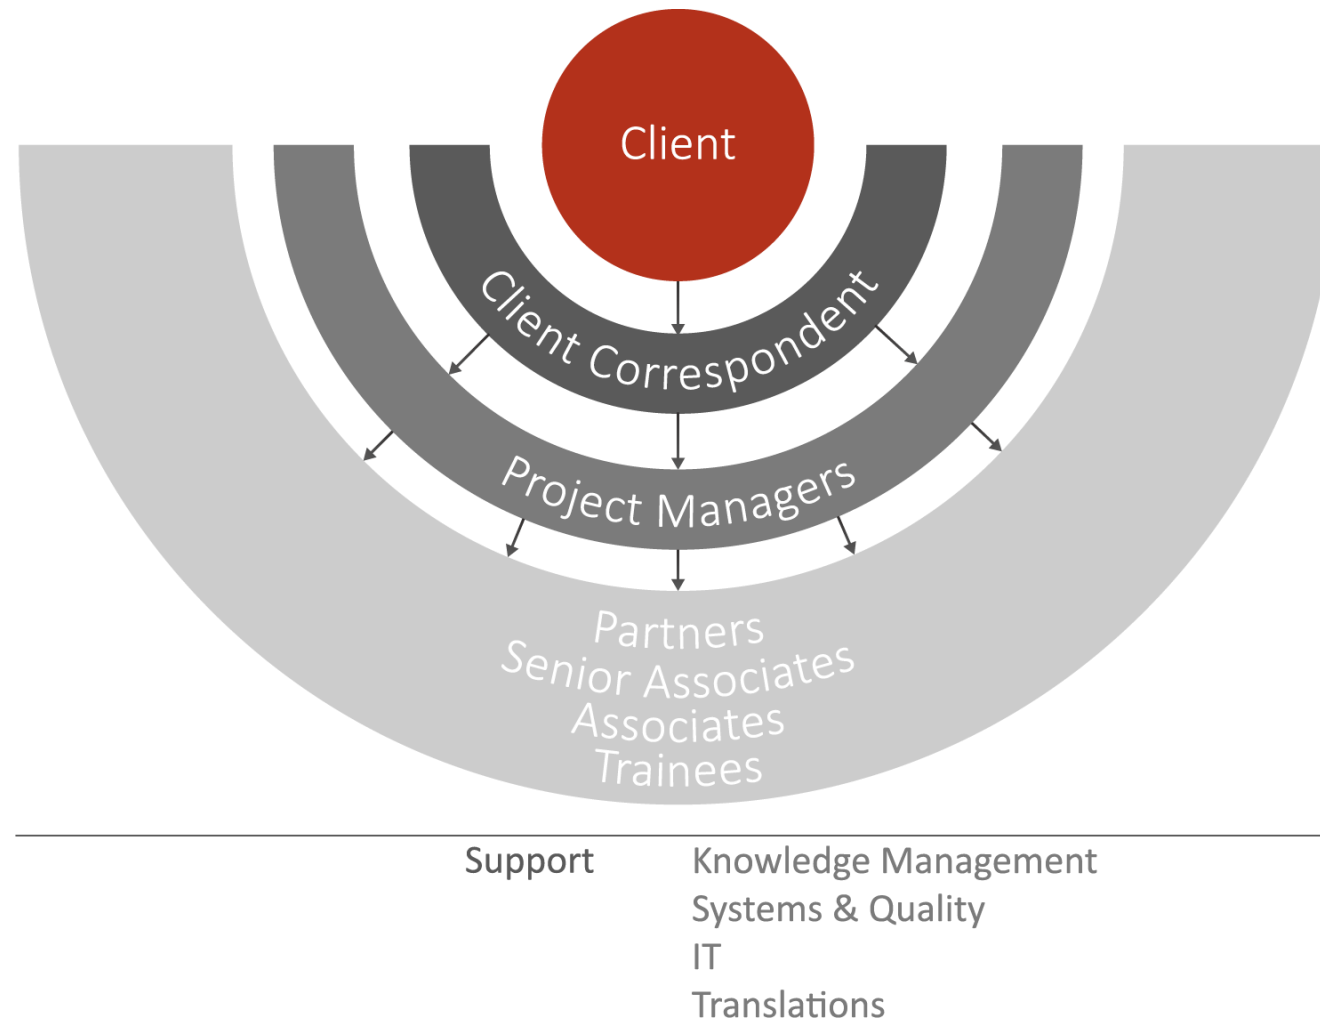 Client
Client Correspondent
Project Managers
Partners
Senior Associates
Associates
Trainees
Support
Knowledge Management
Systems & Quality
IT
Translations